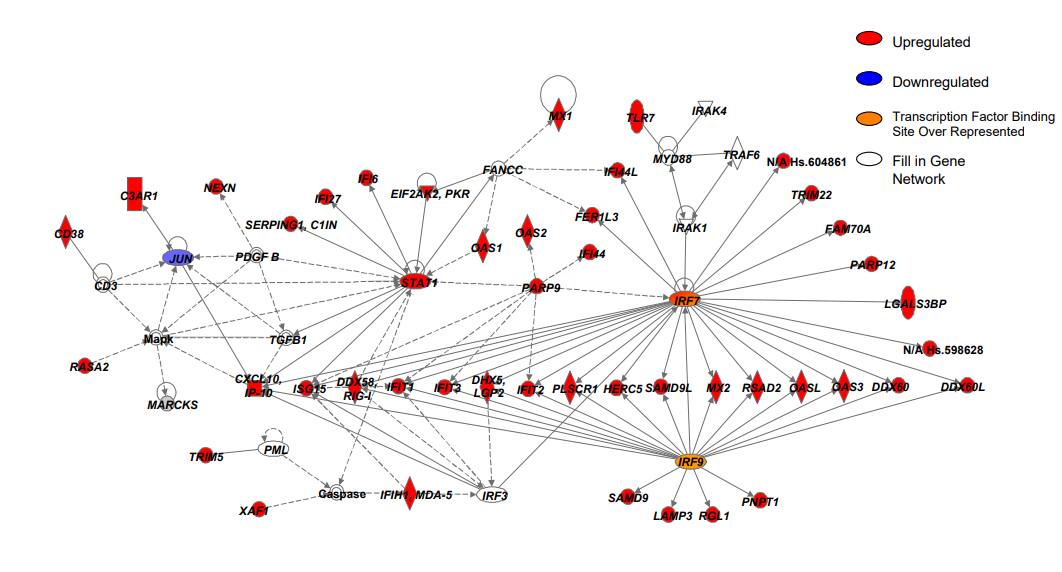 Upregulated
Downregulated
Transcription Factor Binding
Site Over Represented
Fill in Gene
Network
MX1
TLR7
IRAK4
MYD88
TRAF6
N/A Hs.604861
FANCC
IFI44L
IFI6
EIF2AK2, PKR
NEXN
C3AR1
IFI27
TRIM22
SERPING1, C1IN
FER1L3
IRAK1
FAM70A
CD38
OAS1
OAS2
IFI44
JUN
PDGF B
PARP12
CD3
STAT1
PARP9
IRF7
LGALS3BP
Mapk
TGFB1
N/A Hs.598628
RASA2
CXCL10,
IP-10
ISG15
DDX58,
RIG-I
IFIT1
IFIT3
DHX5,
LGP2
IFIT2
PLSCR1
HERC5
SAMD9L
MX2
RSAD2
OASL
OAS3
DDX60
DDX60L
MARCKS
PML
TRIM5
IRF9
Caspase
IFIH1, MDA-5
IRF3
SAMD9
PNPT1
XAF1
LAMP3
RGL1